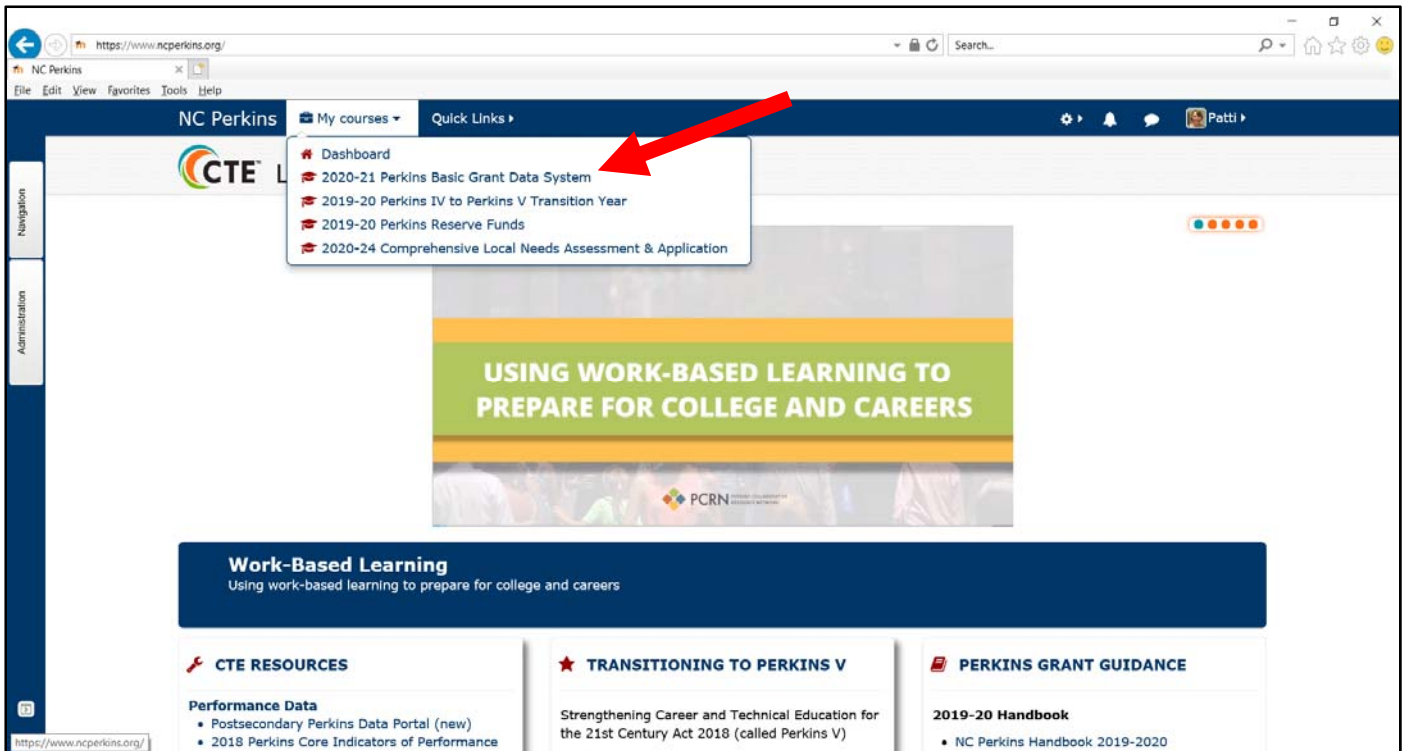 https://www.ncperkins.org/
Search...
NC Perkins
File Edit View Favorites Tools Help
NC Perkins My courses Quick Links Patti
CTE™ L
Dashboard
2020-21 Perkins Basic Grant Data System
2019-20 Perkins IV to Perkins V Transition Year
2019-20 Perkins Reserve Funds
2020-24 Comprehensive Local Needs Assessment & Application
Navigation
Administration
USING WORK-BASED LEARNING TO
PREPARE FOR COLLEGE AND CAREERS
PCRN
Work-Based Learning
Using work-based learning to prepare for college and careers
CTE RESOURCES
Performance Data
• Postsecondary Perkins Data Portal (new)
• 2018 Perkins Core Indicators of Performance
TRANSITIONING TO PERKINS V
Strengthening Career and Technical Education for
the 21st Century Act 2018 (called Perkins V)
PERKINS GRANT GUIDANCE
2019-20 Handbook
• NC Perkins Handbook 2019-2020
https://www.ncperkins.org/